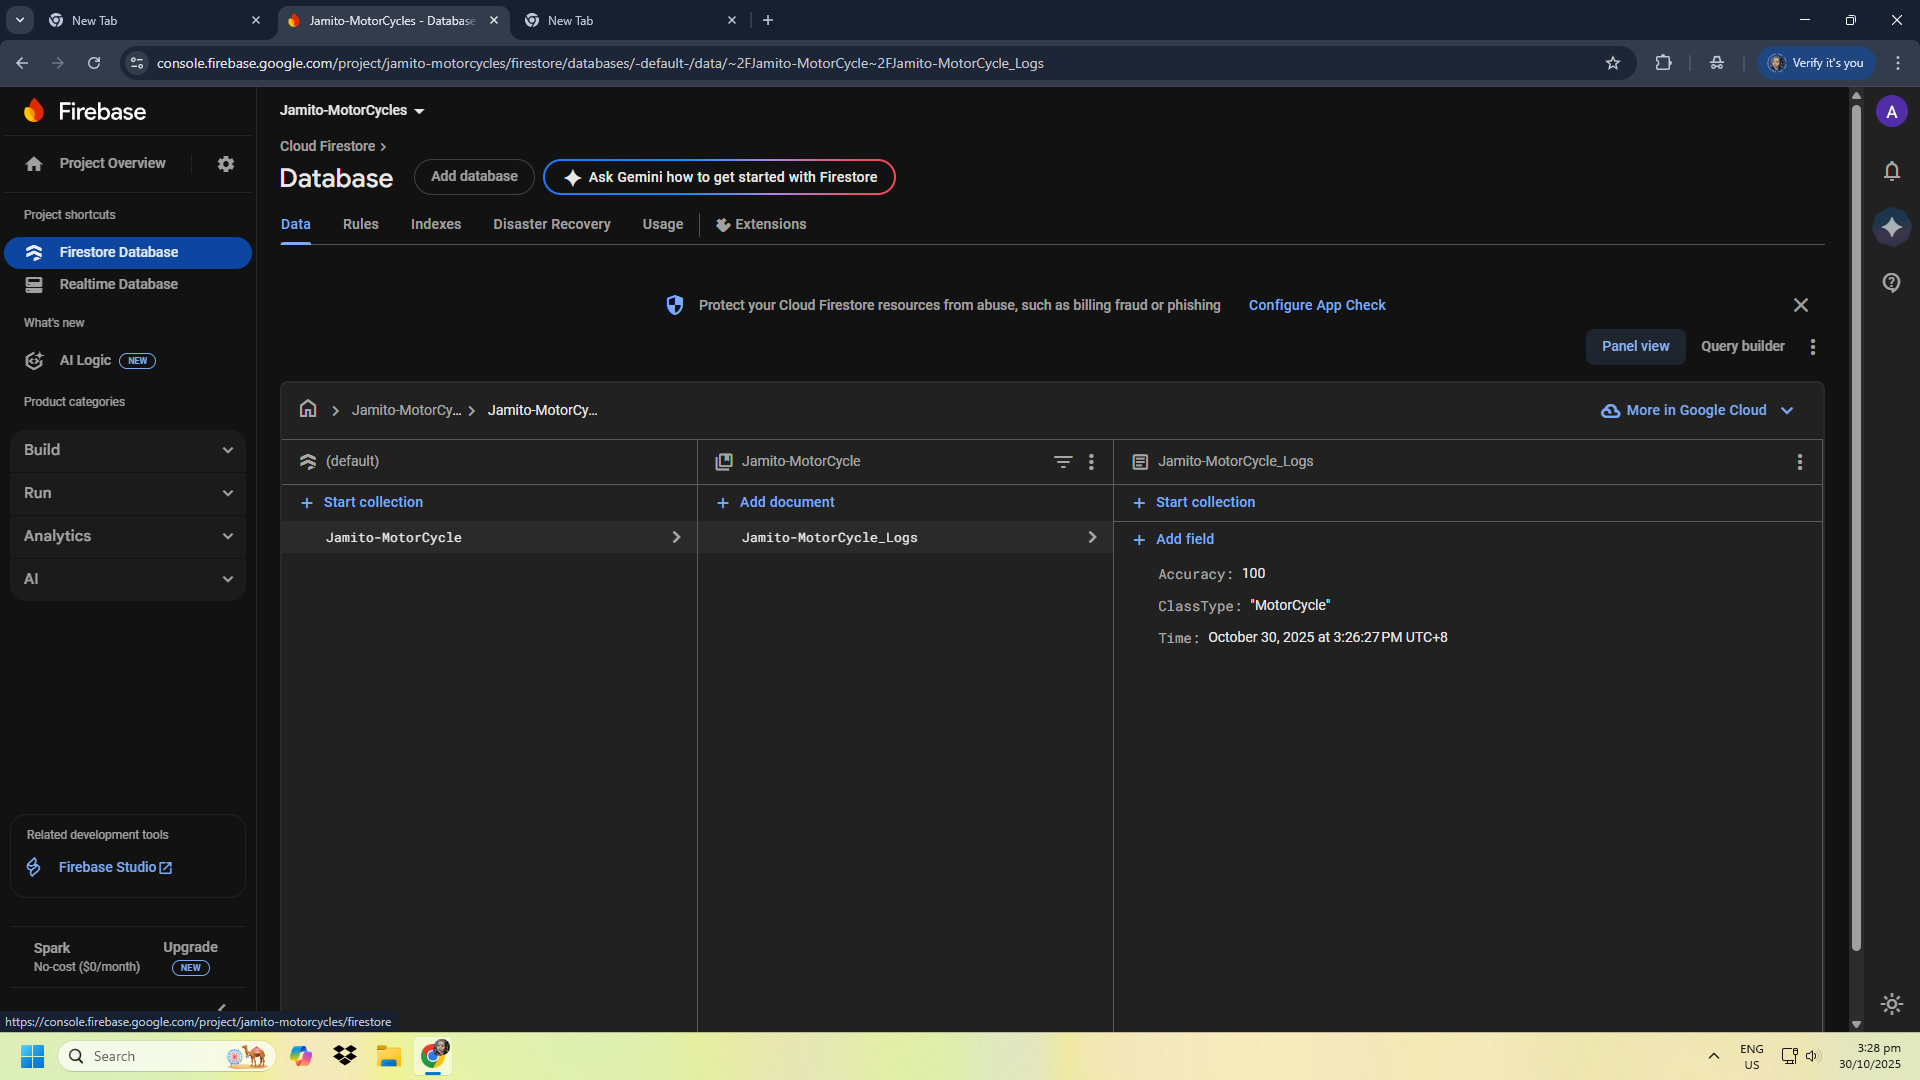 New Tab
Jamito-MotorCycles - Database
New Tab
console.firebase.google.com/project/jamito-motorcycles/firestore/databases/-default-/data/~2FJamito-MotorCycle~2FJamito-MotorCycle_Logs
Verify it's you
Firebase
Jamito-MotorCycles
A
Cloud Firestore
Project Overview
Database
Add database
Ask Gemini how to get started with Firestore
Project shortcuts
Data Rules Indexes Disaster Recovery Usage Extensions
Firestore Database
Realtime Database
Protect your Cloud Firestore resources from abuse, such as billing fraud or phishing Configure App Check
What's new
Panel view Query builder
AI Logic NEW
Product categories
Jamito-MotorCy... Jamito-MotorCy...
More in Google Cloud
Build
(default)
Jamito-MotorCycle
Jamito-MotorCycle_Logs
Run
+ Start collection
+ Add document
+ Start collection
Analytics
Jamito-MotorCycle
Jamito-MotorCycle_Logs
+ Add field
AI
Accuracy: 100
ClassType: "MotorCycle"
Time: October 30, 2025 at 3:26:27 PM UTC+8
Related development tools
Firebase Studio
Spark
No-cost ($0/month)
Upgrade
NEW
https://console.firebase.google.com/project/jamito-motorcycles/firestore
Search
ENG
US
3:28 pm
30/10/2025